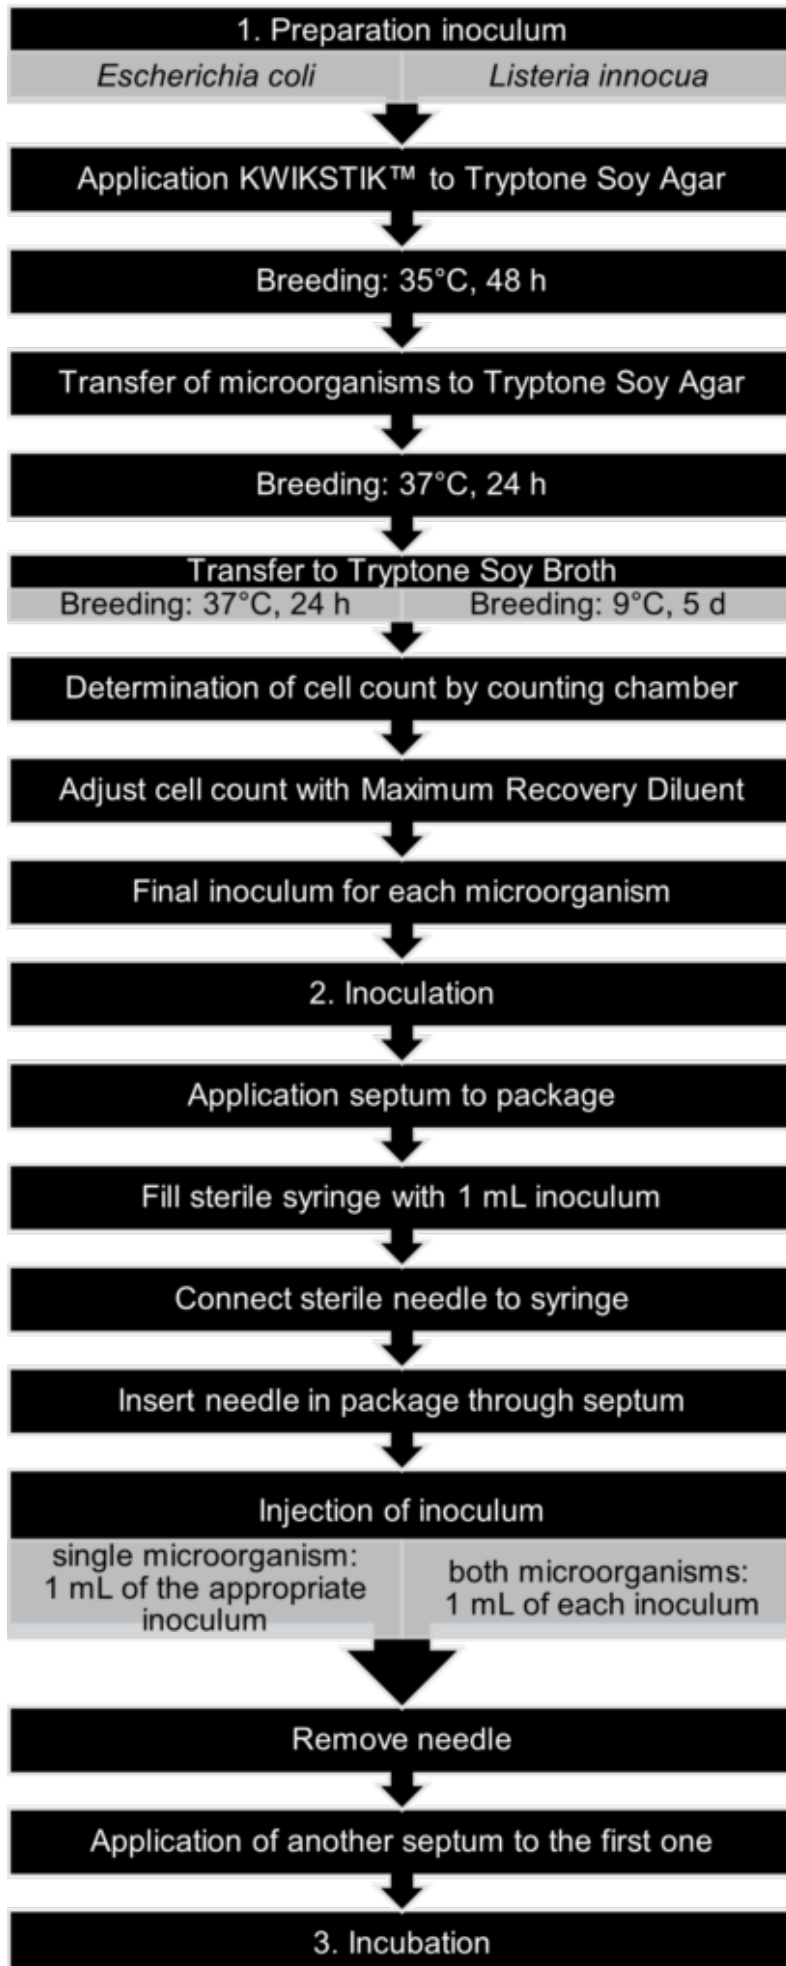 1. Preparation inoculum
Escherichia coli
Listeria innocua
Application KWIKSTIK™ to Tryptone Soy Agar
Breeding: 35°C, 48 h
Transfer of microorganisms to Tryptone Soy Agar
Breeding: 37°C, 24 h
Transfer to Tryptone Soy Broth
Breeding: 37°C, 24 h
Breeding: 9°C, 5 d
Determination of cell count by counting chamber
Adjust cell count with Maximum Recovery Diluent
Final inoculum for each microorganism
2. Inoculation
Application septum to package
Fill sterile syringe with 1 mL inoculum
Connect sterile needle to syringe
Insert needle in package through septum
Injection of inoculum
single microorganism:
1 mL of the appropriate
inoculum
both microorganisms:
1 mL of each inoculum
Remove needle
Application of another septum to the first one
3. Incubation